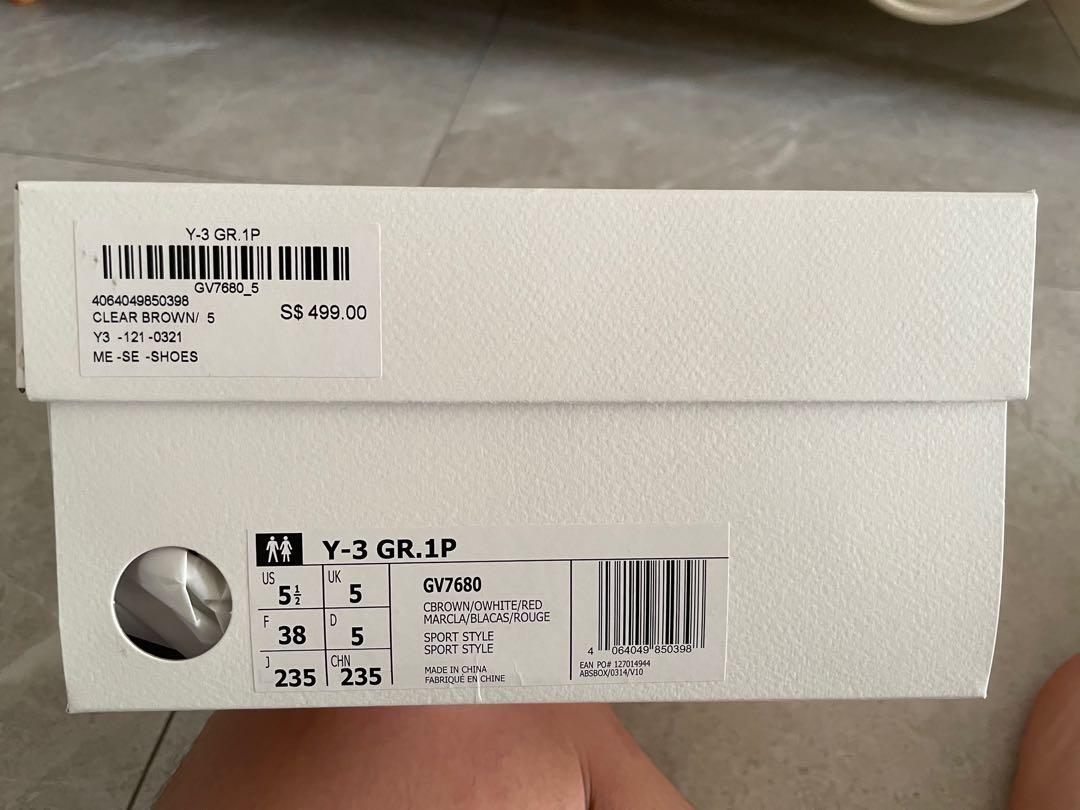 Y-3 GR.1P
GV7680_5
4064049850398
CLEAR BROWN/ 5
S$ 499.00
Y3 -121 -0321
ME -SE -SHOES
Y-3 GR.1P
US 5½
UK 5
F 38
D 5
J 235
CHN 235
GV7680
CBROWN/OWHITE/RED
MARCLA/BLACAS/ROUGE
SPORT STYLE
SPORT STYLE
MADE IN CHINA
FABRIQUÉ EN CHINE
4 064049 850398
EAN PO# 127014944
ABSBOX/0314/V10